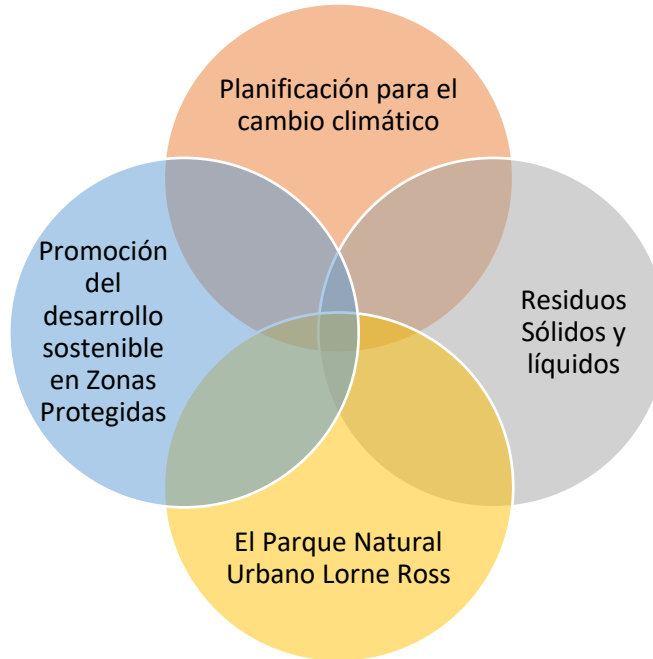 Planificación para el
cambio climático
Promoción
del
desarrollo
sostenible
en Zonas
Protegidas
Residuos
Sólidos y
líquidos
El Parque Natural
Urbano Lorne Ross